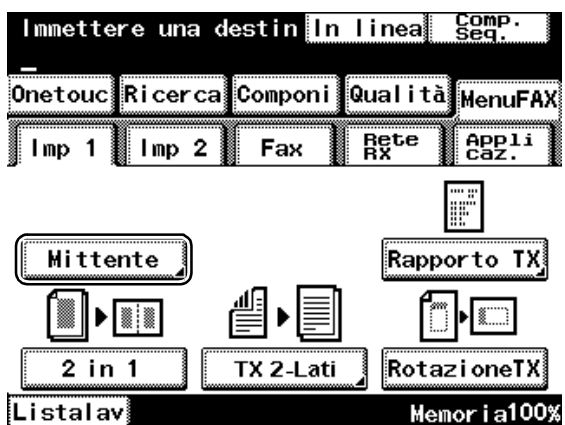 Immettere una destin In linea Comp. Seq.
Onetouc Ricerca Componi Qualità MenuFAX
Imp 1 Imp 2 Fax Rete RX Appli caz.
Mittente Rapporto TX
2 in 1 TX 2-Lati RotazioneTX
Listalav Memoria100%